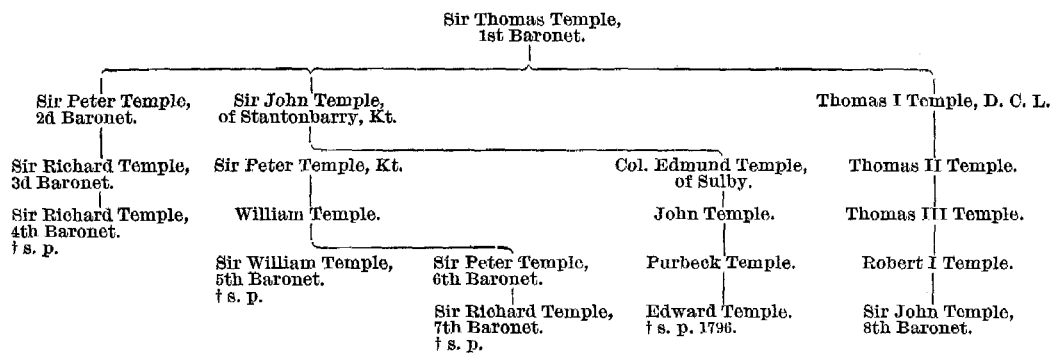 Sir Thomas Temple,
1st Baronet.
Sir Peter Temple,
2d Baronet.
Sir John Temple,
of Stantonbarry, Kt.
Thomas I Temple, D. C. L.
Sir Richard Temple,
3d Baronet.
Sir Peter Temple, Kt.
Col. Edmund Temple,
of Sulby.
Thomas II Temple.
Sir Richard Temple,
4th Baronet.
† s. p.
William Temple.
John Temple.
Thomas III Temple.
Sir William Temple,
5th Baronet.
† s. p.
Sir Peter Temple,
6th Baronet.
Purbeck Temple.
Robert I Temple.
Sir Richard Temple,
7th Baronet.
† s. p.
Edward Temple.
† s. p. 1796.
Sir John Temple,
8th Baronet.